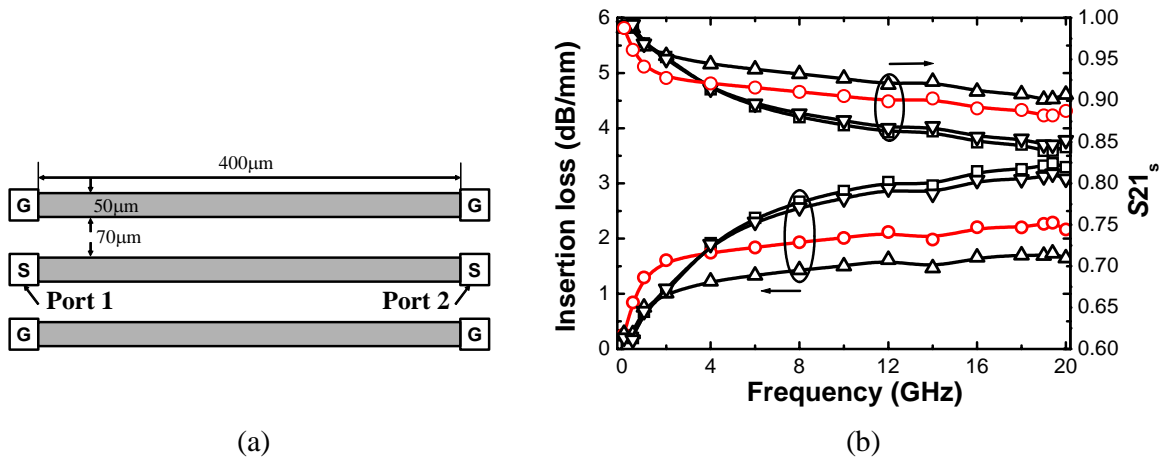 400μm
G
G
50μm
70μm
S
S
Port 1
Port 2
G
G
(a)
6
5
4
3
2
1
0
Insertion loss (dB/mm)
1.00
0.95
0.90
0.85
0.80
0.75
0.70
0.65
0.60
S21s
0
4
8
12
16
20
Frequency (GHz)
(b)